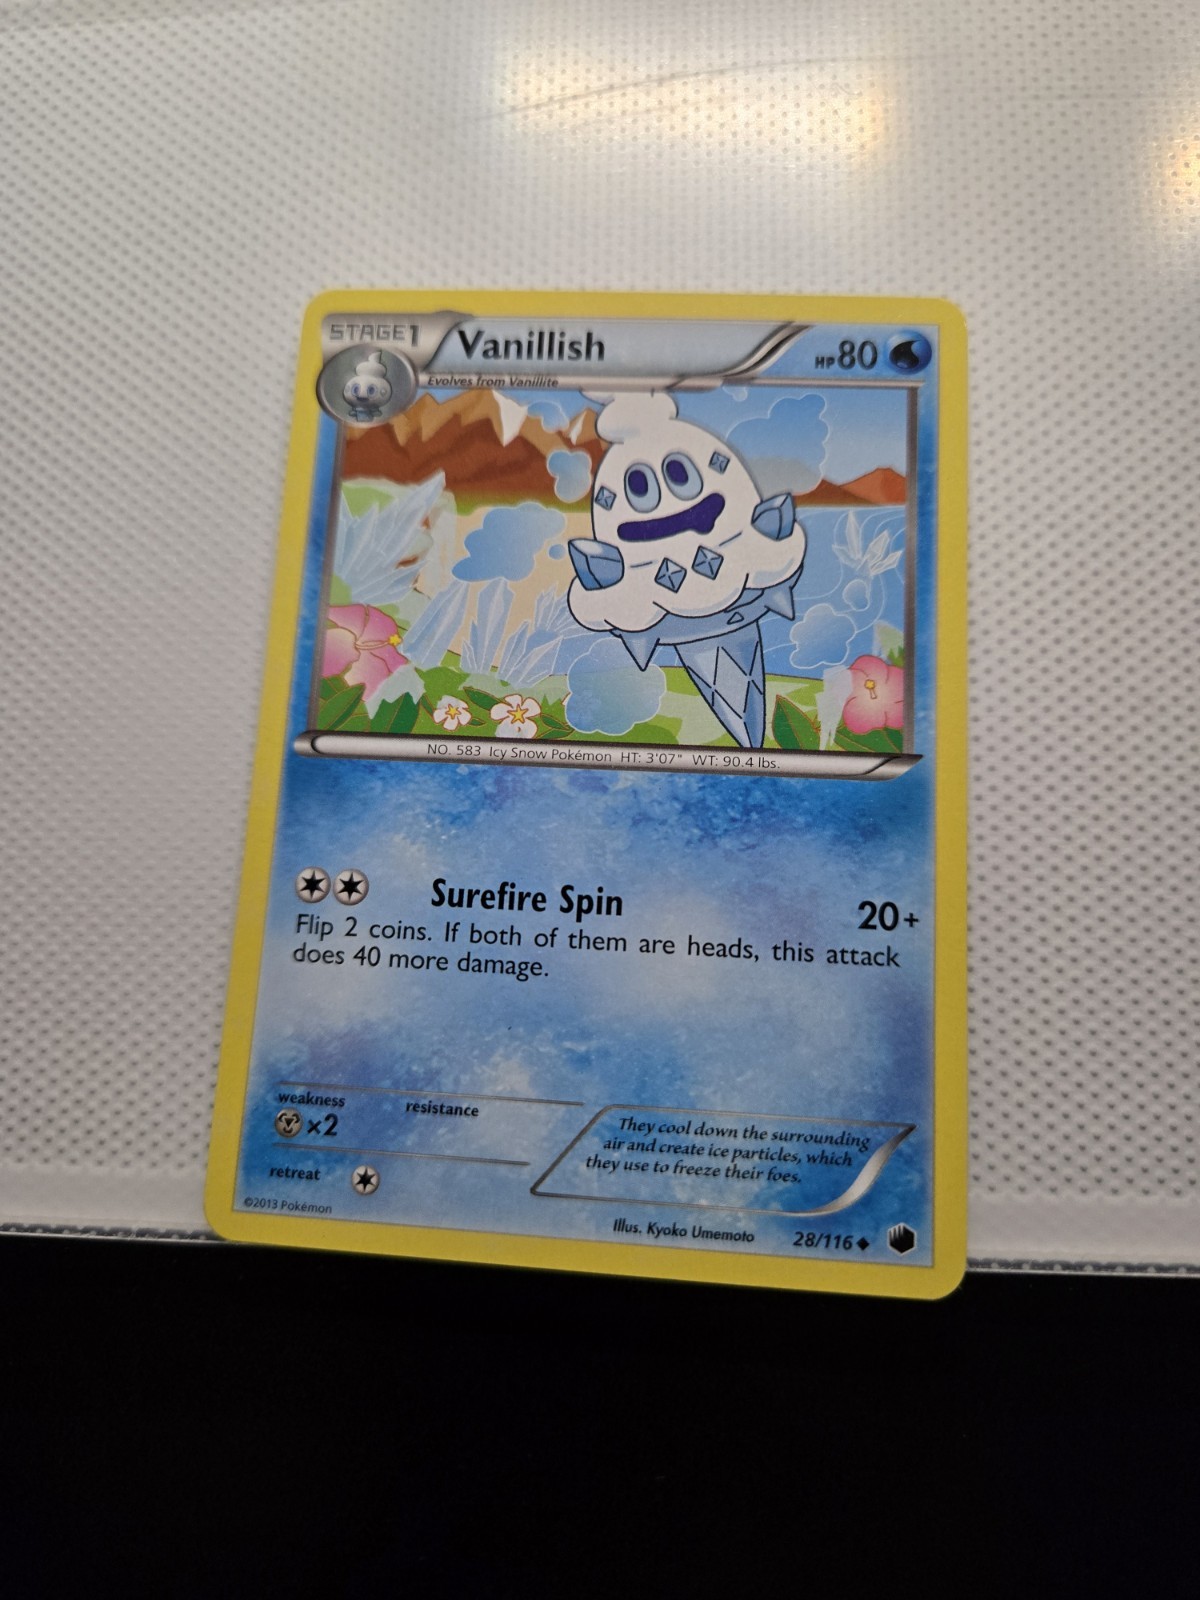 STAGE1 Vanillish HP80
Evolves from Vanillite
NO. 583 Icy Snow Pokémon HT: 3'07" WT: 90.4 lbs.
Surefire Spin 20+
Flip 2 coins. If both of them are heads, this attack
does 40 more damage.
weakness resistance
×2
retreat
They cool down the surrounding
air and create ice particles, which
they use to freeze their foes.
©2013 Pokémon
Illus. Kyoko Umemoto 28/116